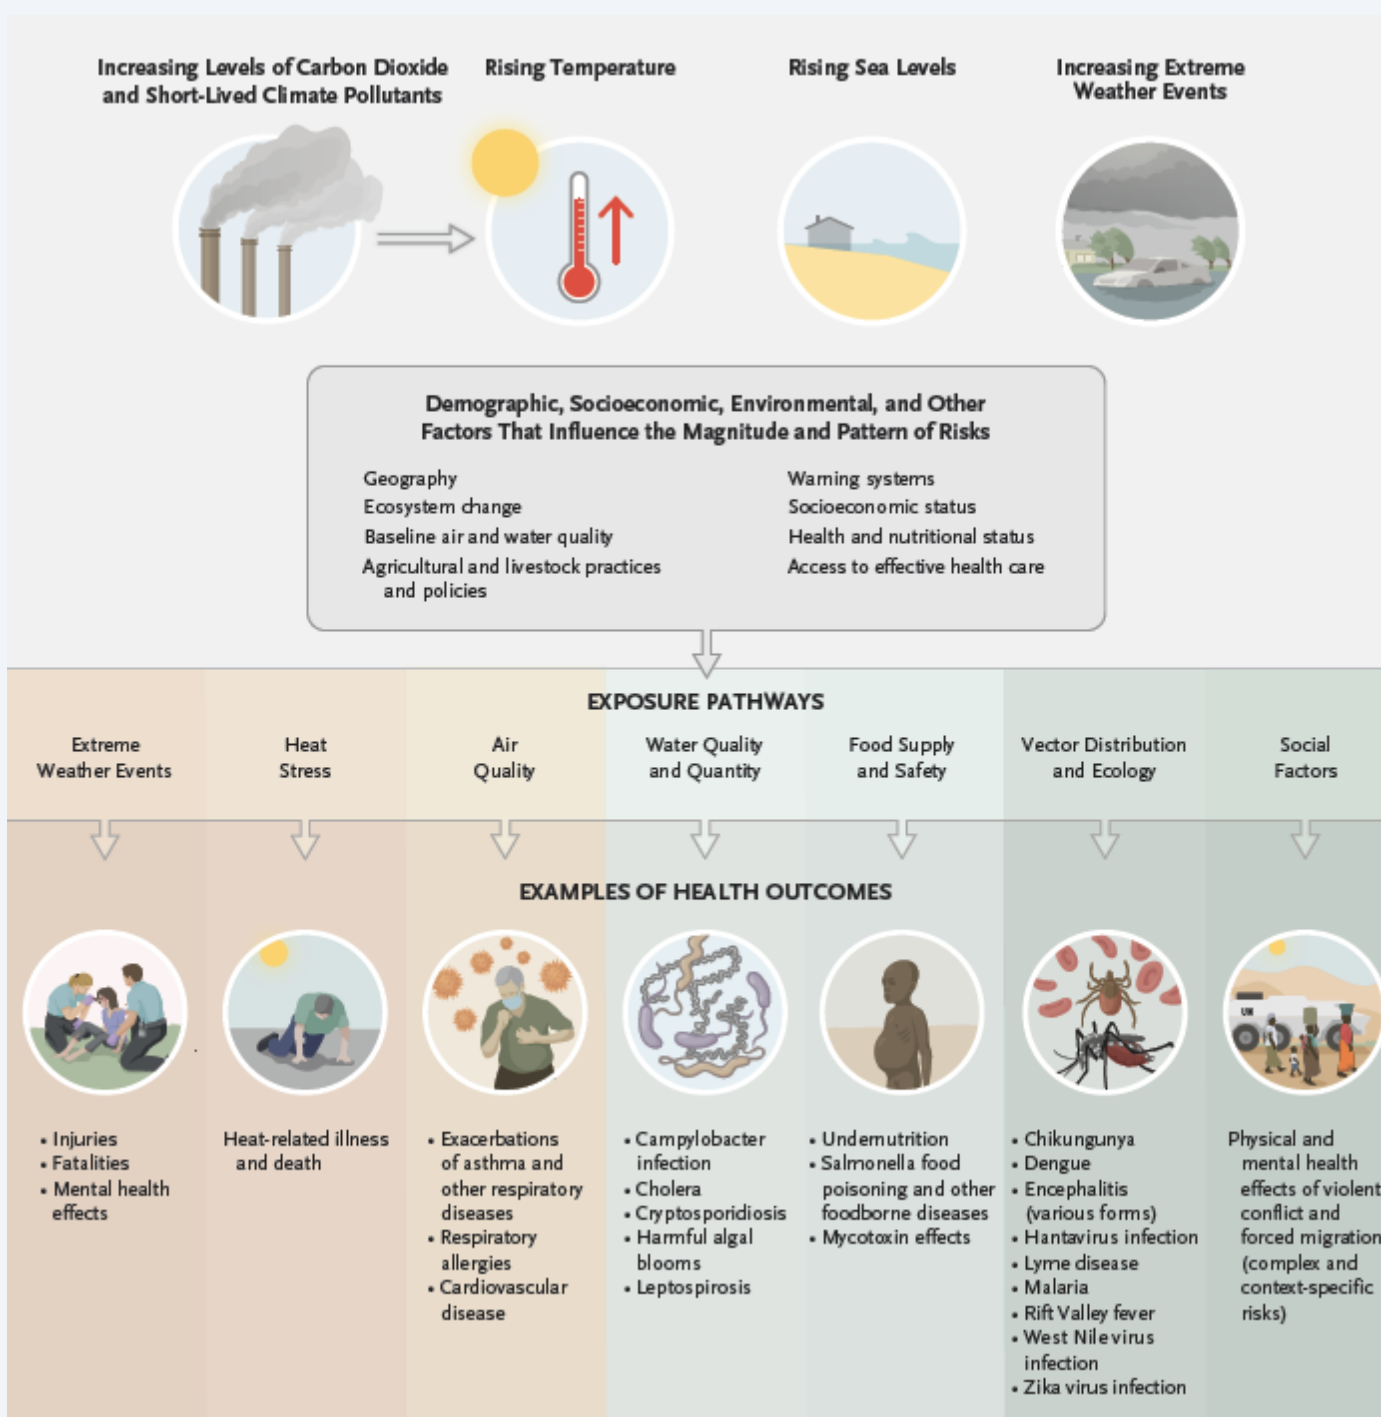 Increasing Levels of Carbon Dioxide
and Short-Lived Climate Pollutants
Rising Temperature
Rising Sea Levels
Increasing Extreme
Weather Events
Demographic, Socioeconomic, Environmental, and Other
Factors That Influence the Magnitude and Pattern of Risks
Geography
Ecosystem change
Baseline air and water quality
Agricultural and livestock practices
and policies
Warning systems
Socioeconomic status
Health and nutritional status
Access to effective health care
EXPOSURE PATHWAYS
Extreme
Weather Events
Heat
Stress
Air
Quality
Water Quality
and Quantity
Food Supply
and Safety
Vector Distribution
and Ecology
Social
Factors
EXAMPLES OF HEALTH OUTCOMES
UN
• Injuries
• Fatalities
• Mental health
effects
Heat-related illness
and death
• Exacerbations
of asthma and
other respiratory
diseases
• Respiratory
allergies
• Cardiovascular
disease
• Campylobacter
infection
• Cholera
• Cryptosporidiosis
• Harmful algal
blooms
• Leptospirosis
• Undernutrition
• Salmonella food
poisoning and other
foodborne diseases
• Mycotoxin effects
• Chikungunya
• Dengue
• Encephalitis
(various forms)
• Hantavirus infection
• Lyme disease
• Malaria
• Rift Valley fever
• West Nile virus
infection
• Zika virus infection
Physical and
mental health
effects of violent
conflict and
forced migration
(complex and
context-specific
risks)